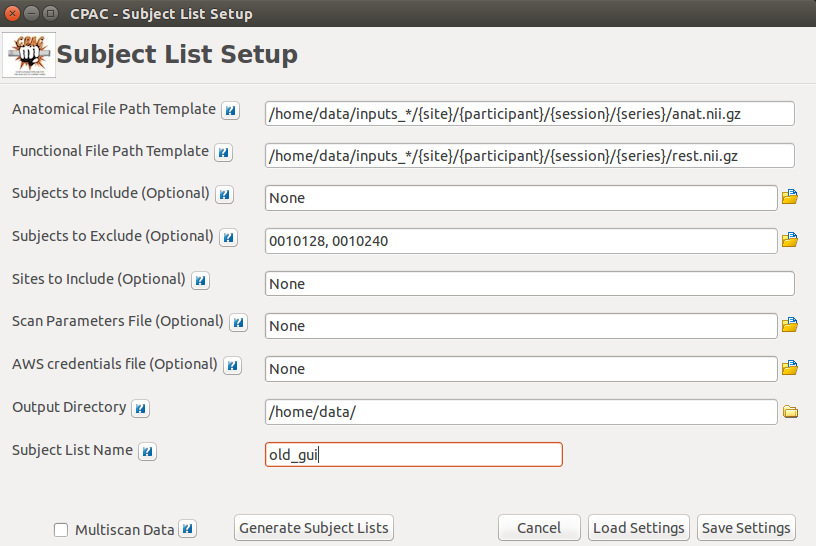 CPAC - Subject List Setup
CPAC
Subject List Setup
Anatomical File Path Template ? /home/data/inputs_*/{site}/{participant}/{session}/{series}/anat.nii.gz
Functional File Path Template ? /home/data/inputs_*/{site}/{participant}/{session}/{series}/rest.nii.gz
Subjects to Include (Optional) ? None
Subjects to Exclude (Optional) ? 0010128, 0010240
Sites to Include (Optional) ? None
Scan Parameters File (Optional) ? None
AWS credentials file (Optional) ? None
Output Directory ? /home/data/
Subject List Name ? old_gui
Multiscan Data ? Generate Subject Lists Cancel Load Settings Save Settings